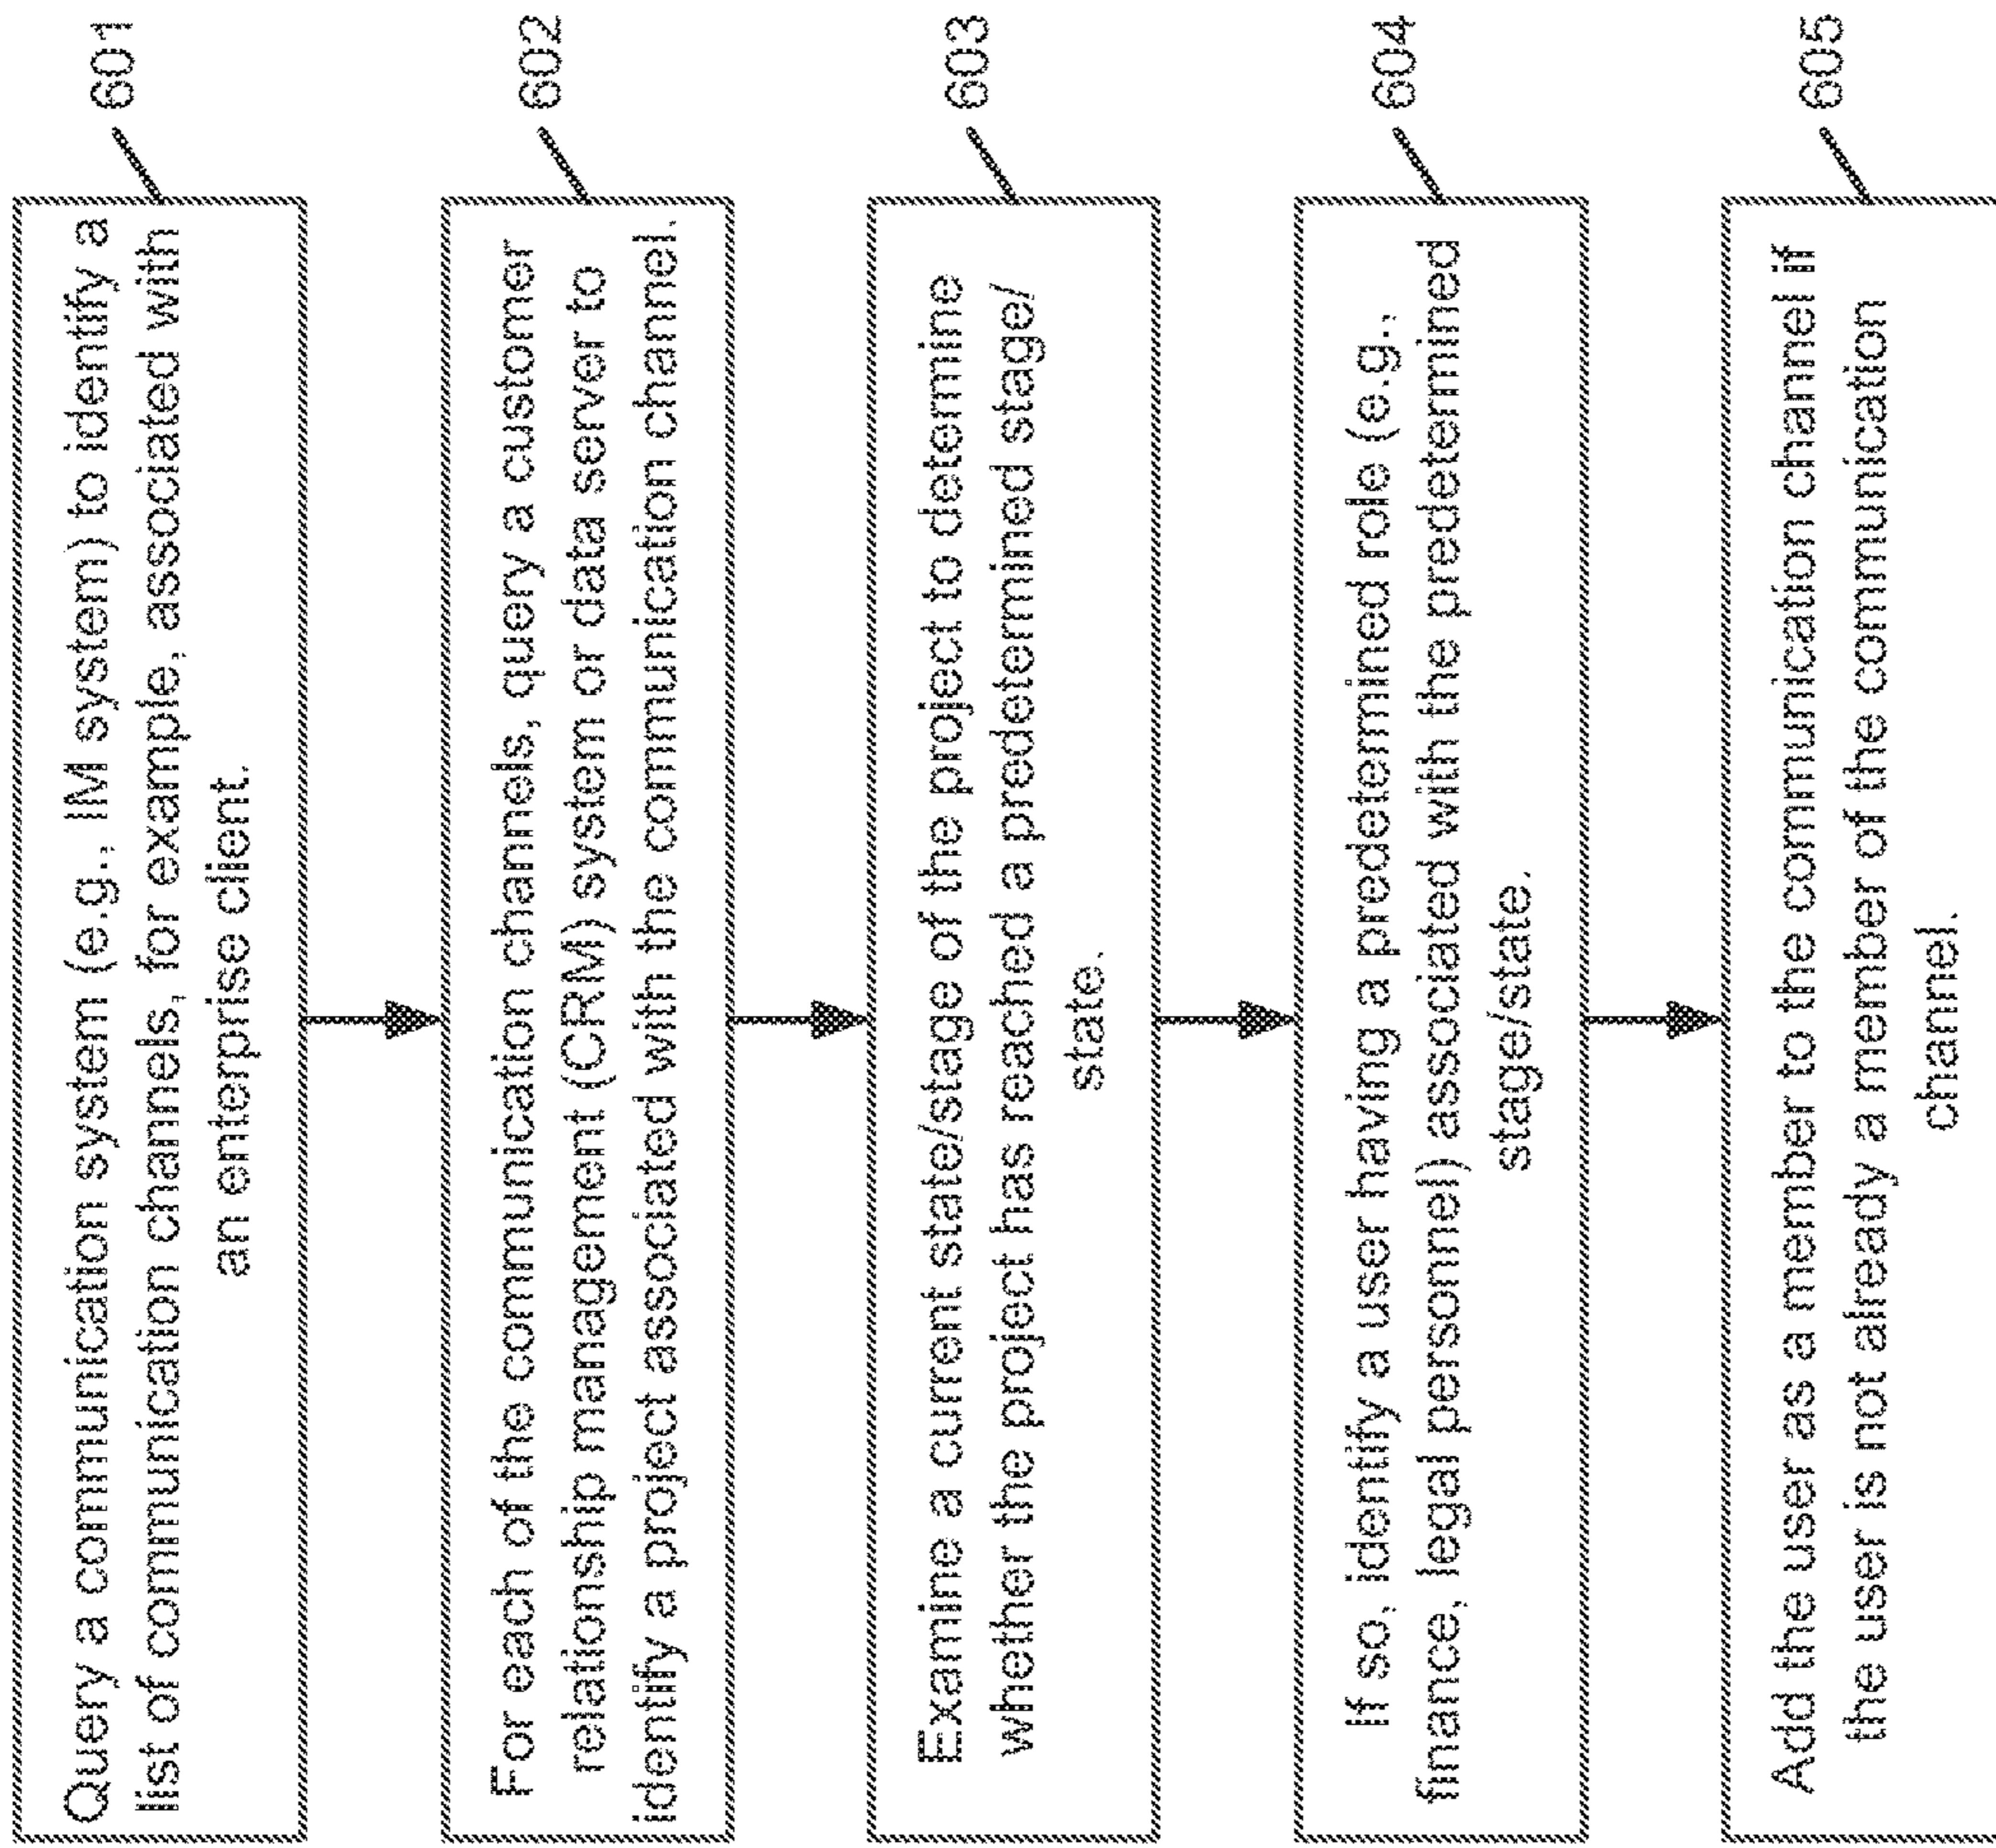 Query a communication system (e.g., IM system) to identify a
list of communication channels, for example, associated with
an enterprise client.
601
For each of the communication channels, query a customer
relationship management (CRM) system or data server to
identify a project associated with the communication channel.
602
Examine a current state/stage of the project to determine
whether the project has reached a predetermined stage/
state.
603
If so, identify a user having a predetermined role (e.g.,
finance, legal personnel) associated with the predetermined
stage/state.
604
Add the user as a member to the communication channel if
the user is not already a member of the communication
channel.
605